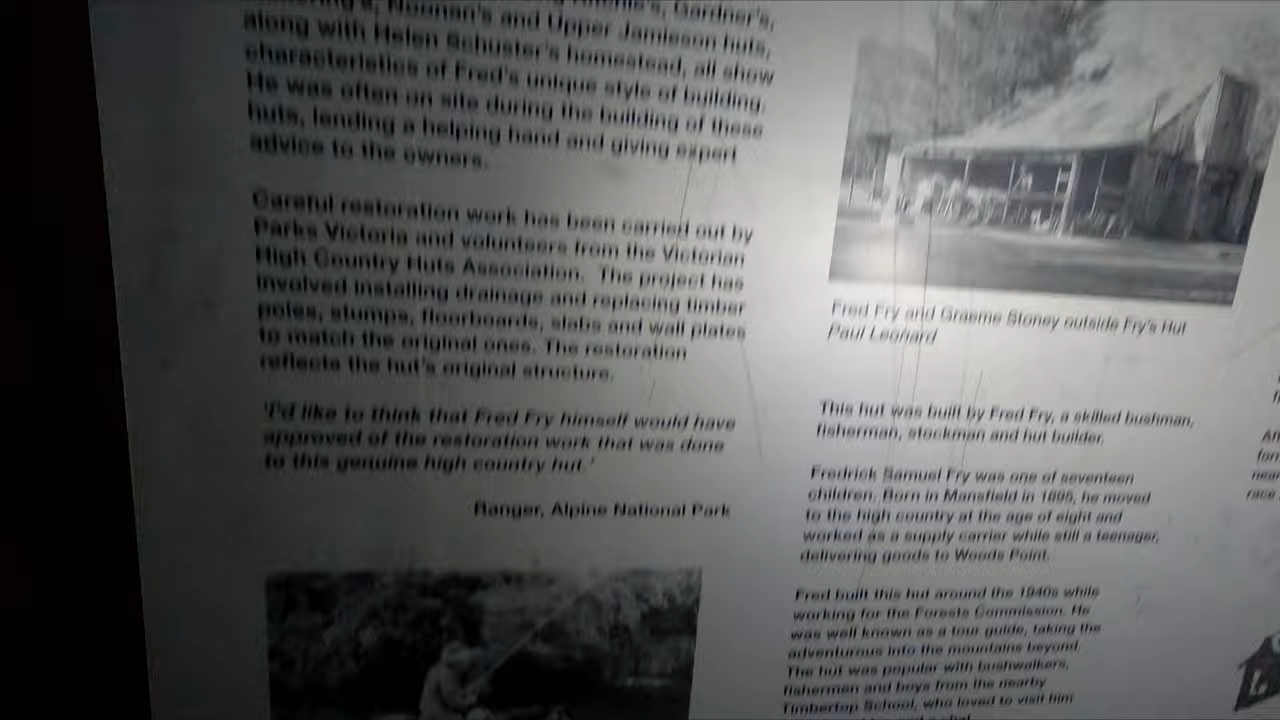 Noonan's and Upper Jamieson huts,
along with Helen Schuster's homestead, all show
characteristics of Fred's unique style of building.
He was often on site during the building of these
huts, lending a helping hand and giving expert
advice to the owners.
Careful restoration work has been carried out by
Parks Victoria and volunteers from the Victorian
High Country Huts Association. The project has
involved installing drainage and replacing timber
poles, stumps, floorboards, slabs and wall plates
to match the original ones. The restoration
reflects the hut's original structure.
'I'd like to think that Fred Fry himself would have
approved of the restoration work that was done
to this genuine high country hut.'
Ranger, Alpine National Park
Fred Fry and Graeme Stoney outside Fry's Hut
Paul Leonard
This hut was built by Fred Fry, a skilled bushman,
fisherman, stockman and hut builder.
Fredrick Samuel Fry was one of seventeen
children. Born in Mansfield in 1895, he moved
to the high country at the age of eight and
worked as a supply carrier while still a teenager,
delivering goods to Woods Point.
Fred built this hut around the 1940s while
working for the Forests Commission. He
was well known as a tour guide, taking the
adventurous into the mountains beyond.
The hut was popular with bushwalkers,
fishermen and boys from the nearby
Timbertop School, who loved to visit him